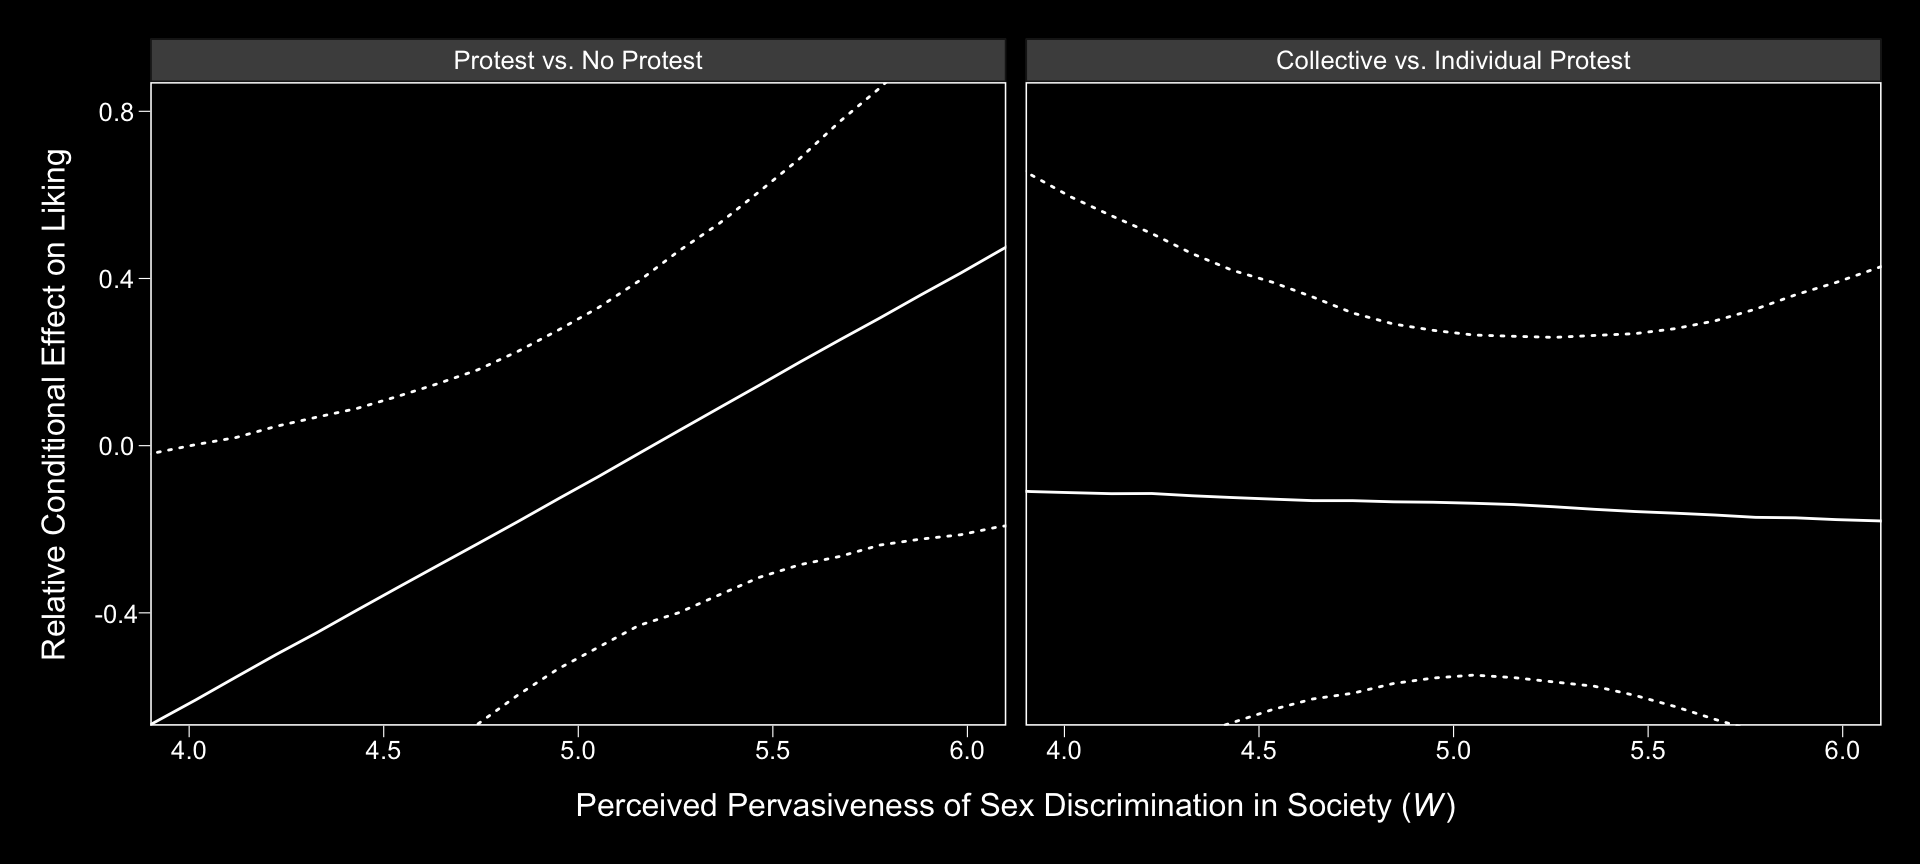 Protest vs. No Protest
Collective vs. Individual Protest
Relative Conditional Effect on Liking
0.8
0.4
0.0
-0.4
4.0 4.5 5.0 5.5 6.0
4.0 4.5 5.0 5.5 6.0
Perceived Pervasiveness of Sex Discrimination in Society (W)